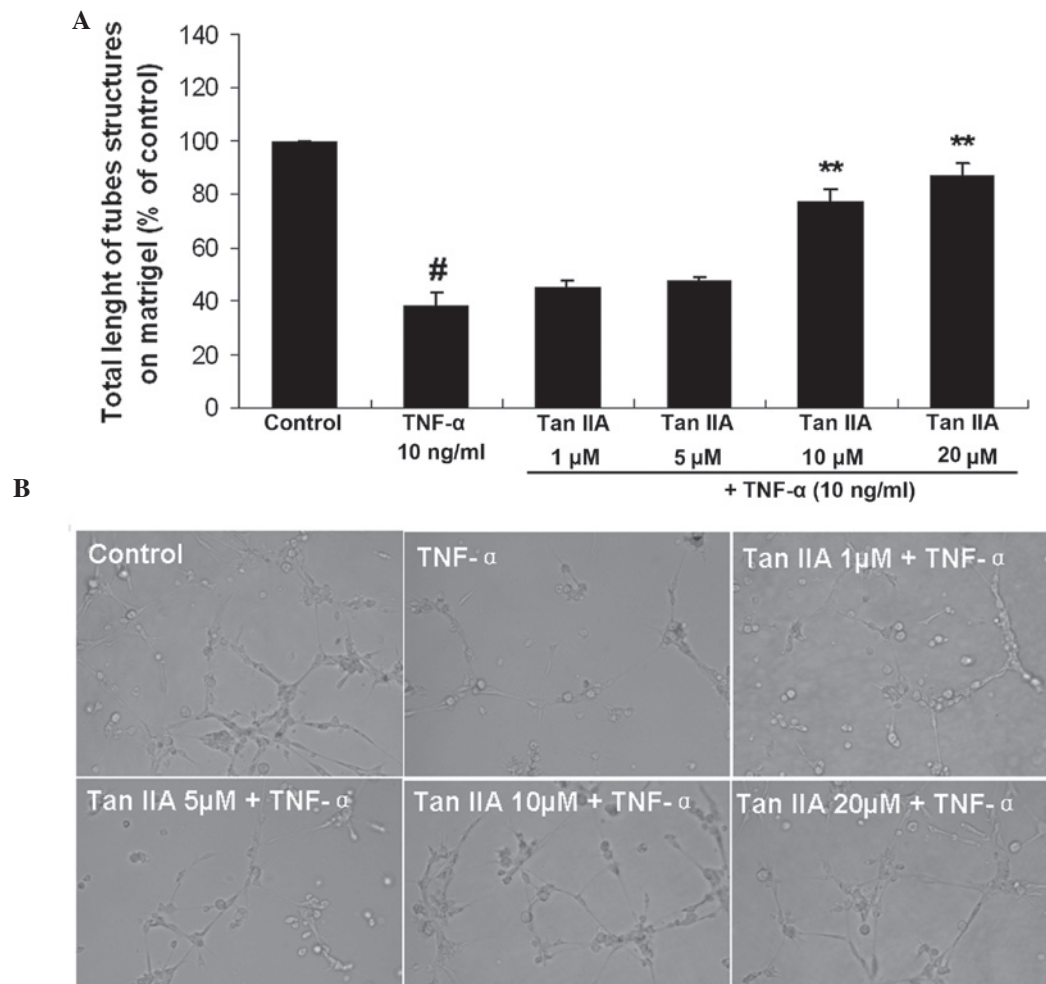 A
Total lenght of tubes structures
on matrigel (% of control)
140
120
100
80
60
40
20
0
#
**
**
Control
TNF-α
10 ng/ml
Tan IIA
1 μM
Tan IIA
5 μM
Tan IIA
10 μM
Tan IIA
20 μM
+ TNF-α (10 ng/ml)
B
Control
TNF-α
Tan IIA 1μM + TNF-α
Tan IIA 5μM + TNF-α
Tan IIA 10μM + TNF-α
Tan IIA 20μM + TNF-α